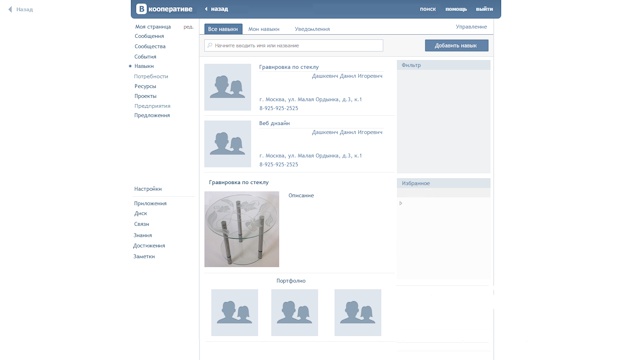 Назад
В кооперативе
назад
поиск
помощь
выйти
Моя страница
ред.
Сообщения
Сообщества
События
Навыки
Потребности
Ресурсы
Проекты
Предприятия
Предложения
Настройки
Приложения
Диск
Связи
Знания
Достижения
Заметки
Все навыки
Мои навыки
Уведомления
Управление
Начните вводить имя или название
Добавить навык
Гравировка по стеклу
Дашкевич Данил Игоревич
г. Москва, ул. Малая Ордынка, д.3, к.1
8-925-925-2525
Веб дизайн
Дашкевич Данил Игоревич
г. Москва, ул. Малая Ордынка, д.3, к.1
8-925-925-2525
Гравировка по стеклу
Описание
Портфолио
Фильтр
Избранное